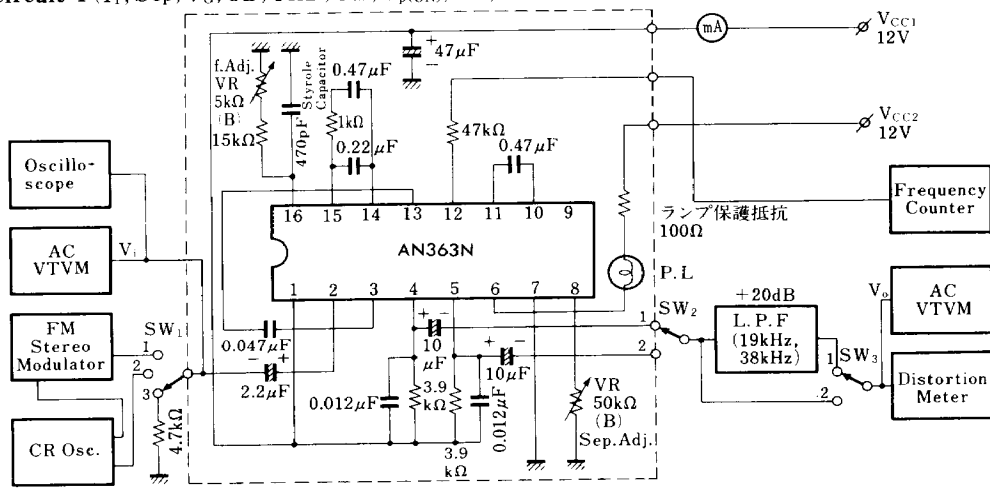 V_CC1
12V
mA
47μF
f.Adj.
VR
5kΩ
(B)
15kΩ
Styrole
Capacitor
470pF
0.47μF
1kΩ
0.22μF
47kΩ
0.47μF
V_CC2
12V
Oscillo-
scope
AC
VTVM
V_i
FM
Stereo
Modulator
CR Osc.
SW₁
1
2
3
4.7kΩ
16 15 14 13 12 11 10 9
AN363N
1 2 3 4 5 6 7 8
ランプ保護抵抗
100Ω
P.L
Frequency
Counter
0.047μF
2.2μF
0.012μF
10
μF
3.9
kΩ
10μF
3.9
kΩ
0.012μF
VR
50kΩ
(B)
Sep.Adj.
SW₂
1
2
+20dB
L.P.F
(19kHz,
38kHz)
SW₃
1
2
V_o
AC
VTVM
Distortion
Meter